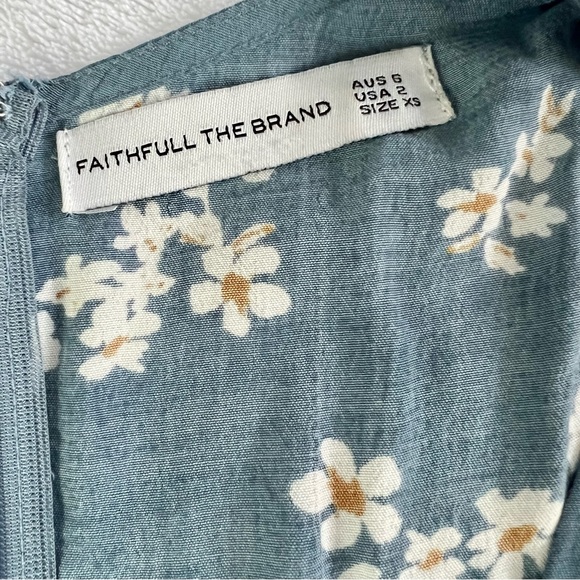 FAITHFULL THE BRAND
AUS 6
USA 2
SIZE XS